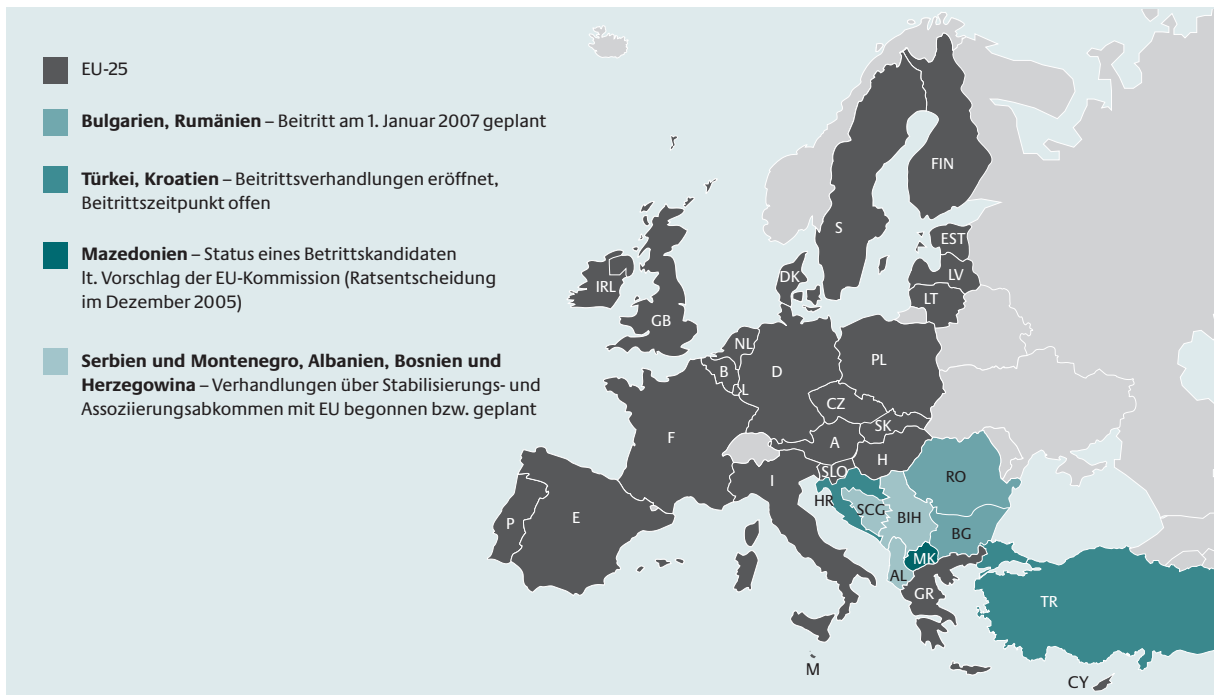 EU-25
Bulgarien, Rumänien – Beitritt am 1. Januar 2007 geplant
Türkei, Kroatien – Beitrittsverhandlungen eröffnet,
Beitrittszeitpunkt offen
Mazedonien – Status eines Betrittskandidaten
lt. Vorschlag der EU-Kommission (Ratsentscheidung
im Dezember 2005)
Serbien und Montenegro, Albanien, Bosnien und
Herzegowina – Verhandlungen über Stabilisierungs- und
Assoziierungsabkommen mit EU begonnen bzw. geplant
FIN
S
EST
LV
LT
DK
IRL
GB
NL
B
L
D
PL
CZ
SK
A
H
F
SLO
I
RO
HR
SCG
BIH
BG
P
E
MK
AL
GR
TR
M
CY